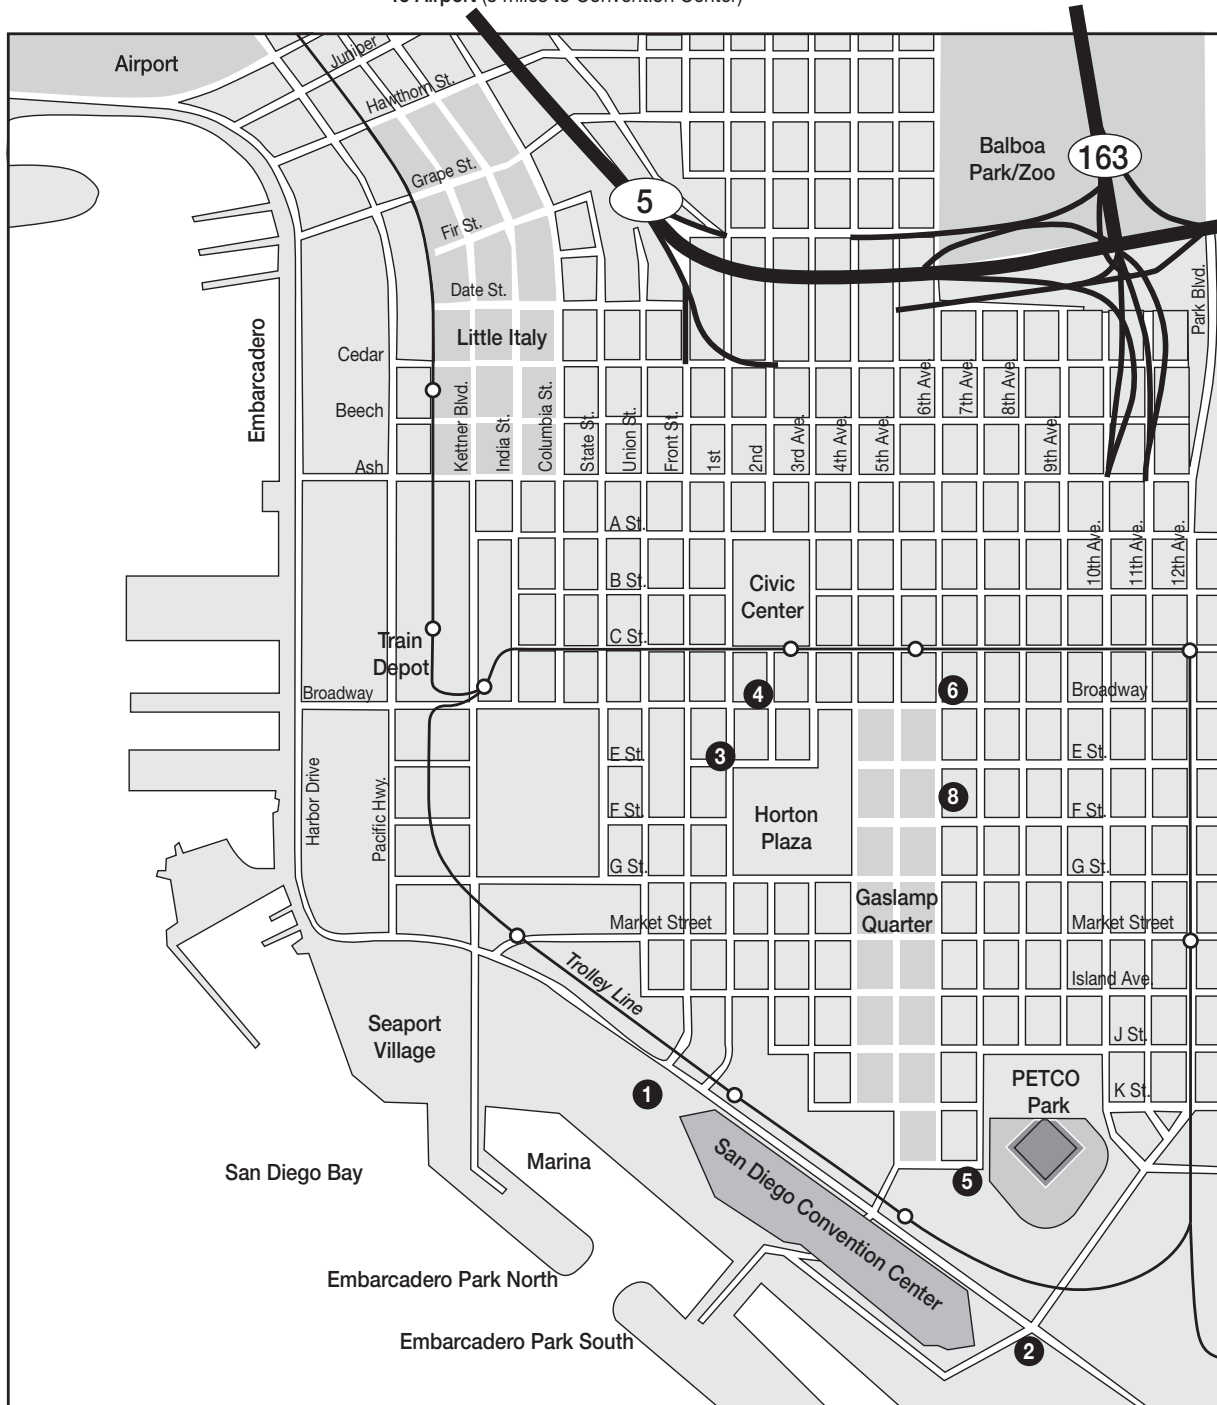 to Airport (3 miles to Convention Center)
Airport
Juniper
Hawthorn St.
Grape St.
Fir St.
Date St.
Little Italy
5
163
Balboa
Park/Zoo
Park Blvd.
Embarcadero
Cedar
Beech
Ash
Kettner Blvd.
India St.
Columbia St.
State St.
Union St.
Front St.
1st
2nd
3rd Ave.
4th Ave.
5th Ave.
6th Ave.
7th Ave.
8th Ave.
9th Ave.
10th Ave.
11th Ave.
12th Ave.
A St.
B St.
C St.
Civic
Center
Train
Depot
Broadway
4
6
Broadway
3
E St.
E St.
8
F St.
F St.
Harbor Drive
Pacific Hwy.
Horton
Plaza
G St.
G St.
Gaslamp
Quarter
Market Street
Market Street
Trolley Line
Island Ave.
Seaport
Village
J St.
PETCO
Park
K St.
1
San Diego Bay
Marina
San Diego Convention Center
5
Embarcadero Park North
Embarcadero Park South
2